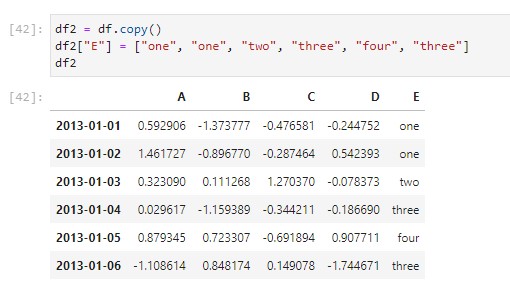 [42]: df2 = df.copy()
df2["E"] = ["one", "one", "two", "three", "four", "three"]
df2
[42]:
A B C D E
2013-01-01 0.592906 -1.373777 -0.476581 -0.244752 one
2013-01-02 1.461727 -0.896770 -0.287464 0.542393 one
2013-01-03 0.323090 0.111268 1.270370 -0.078373 two
2013-01-04 0.029617 -1.159389 -0.344211 -0.186690 three
2013-01-05 0.879345 0.723307 -0.691894 0.907711 four
2013-01-06 -1.108614 0.848174 0.149078 -1.744671 three